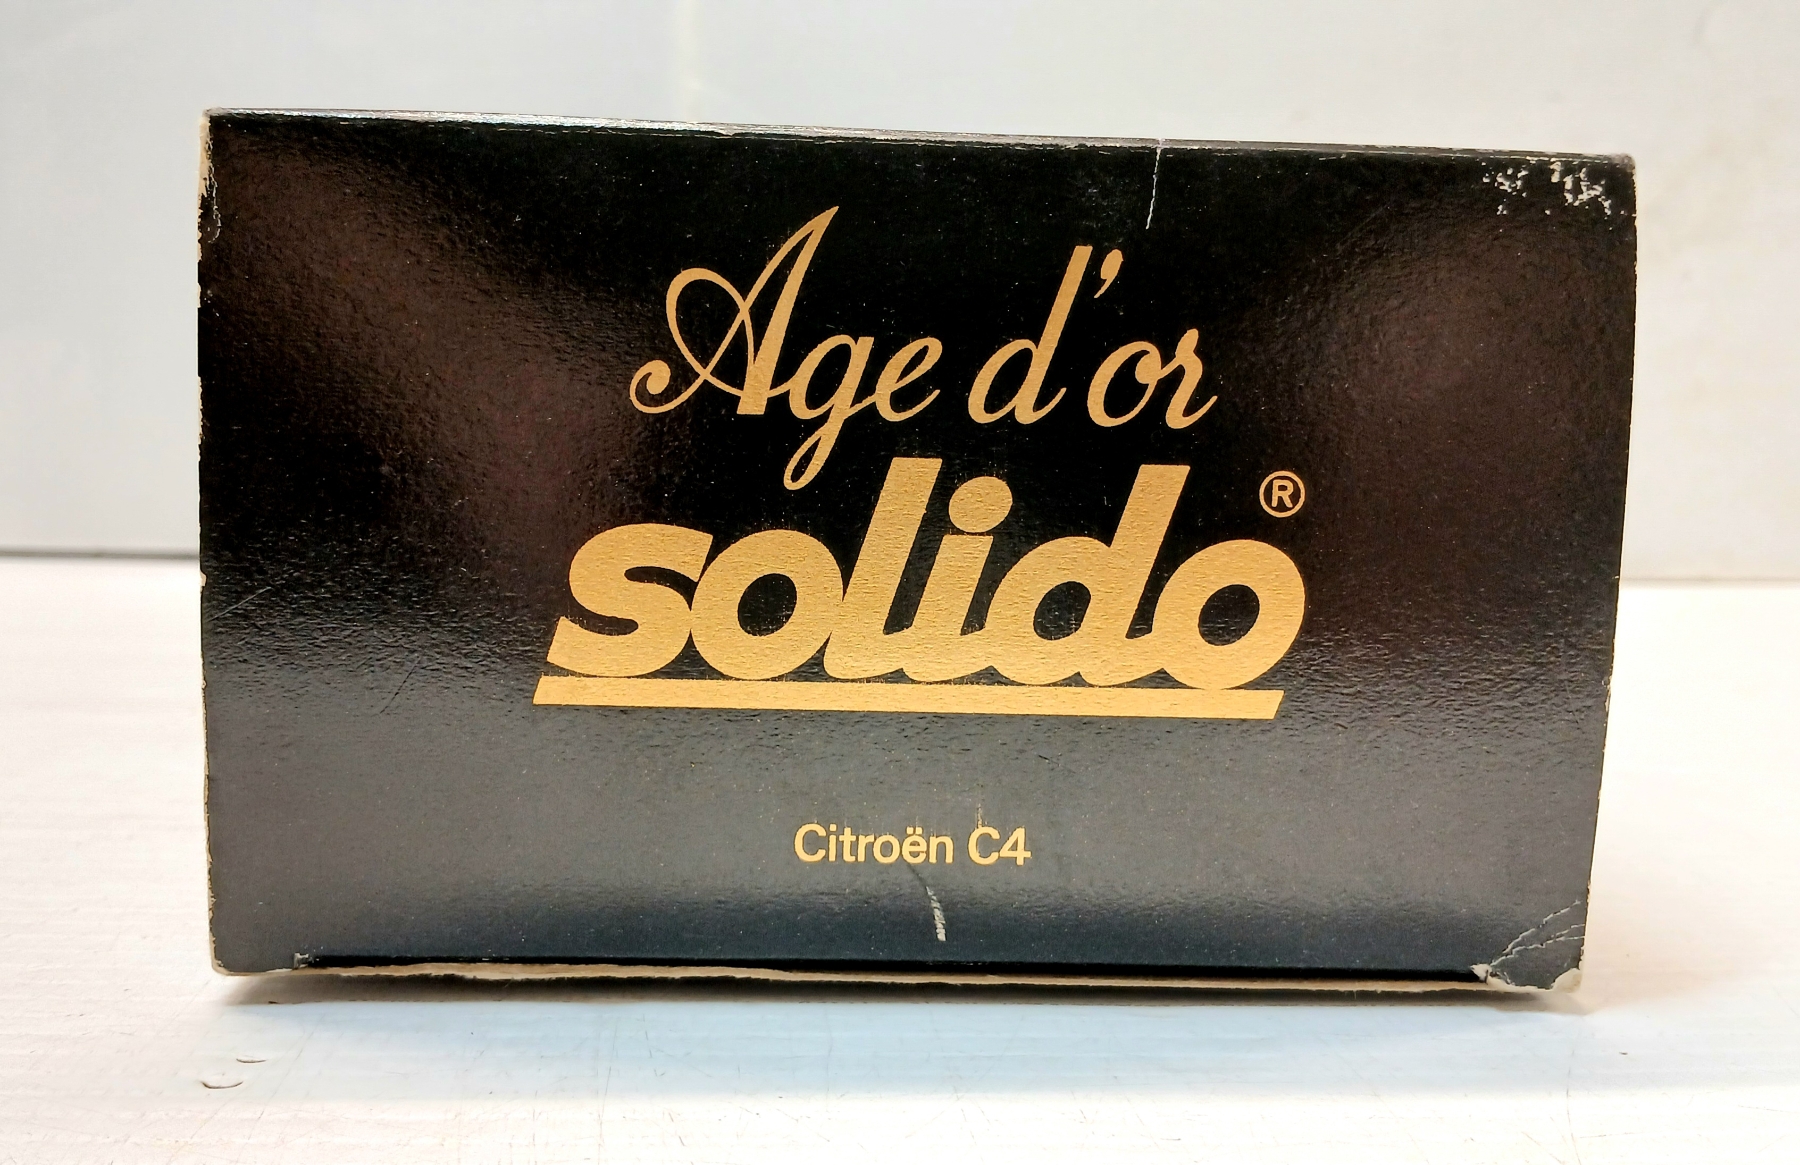 Age d'or
solido®
Citroën C4